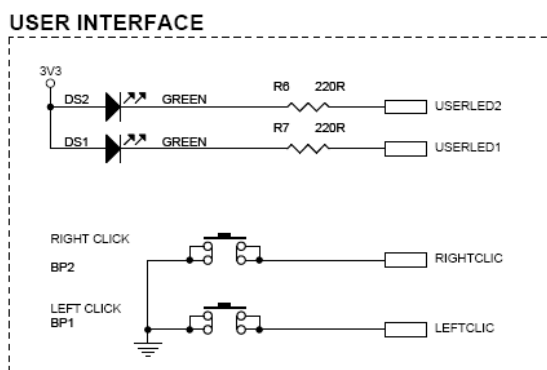 USER INTERFACE
3V3
DS2 GREEN R6 220R USERLED2
DS1 GREEN R7 220R USERLED1
RIGHT CLICK
BP2
RIGHTCLIC
LEFT CLICK
BP1
LEFTCLIC